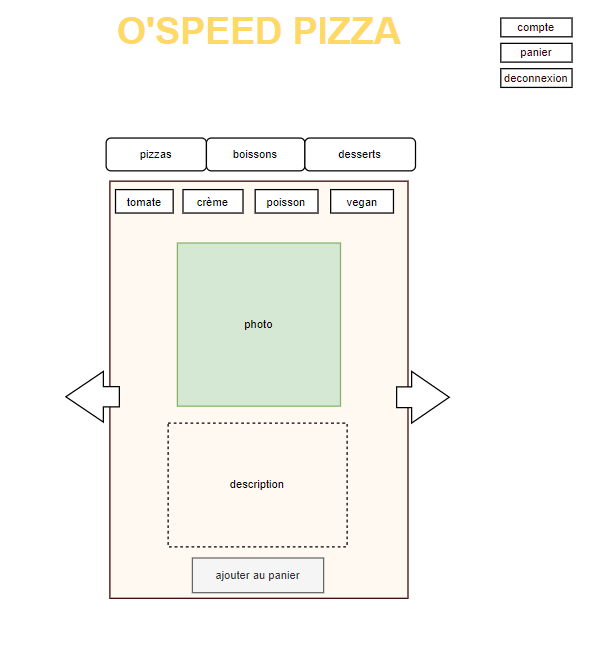 O'SPEED PIZZA
compte
panier
deconnexion
pizzas boissons desserts
tomate crème poisson vegan
photo
description
ajouter au panier